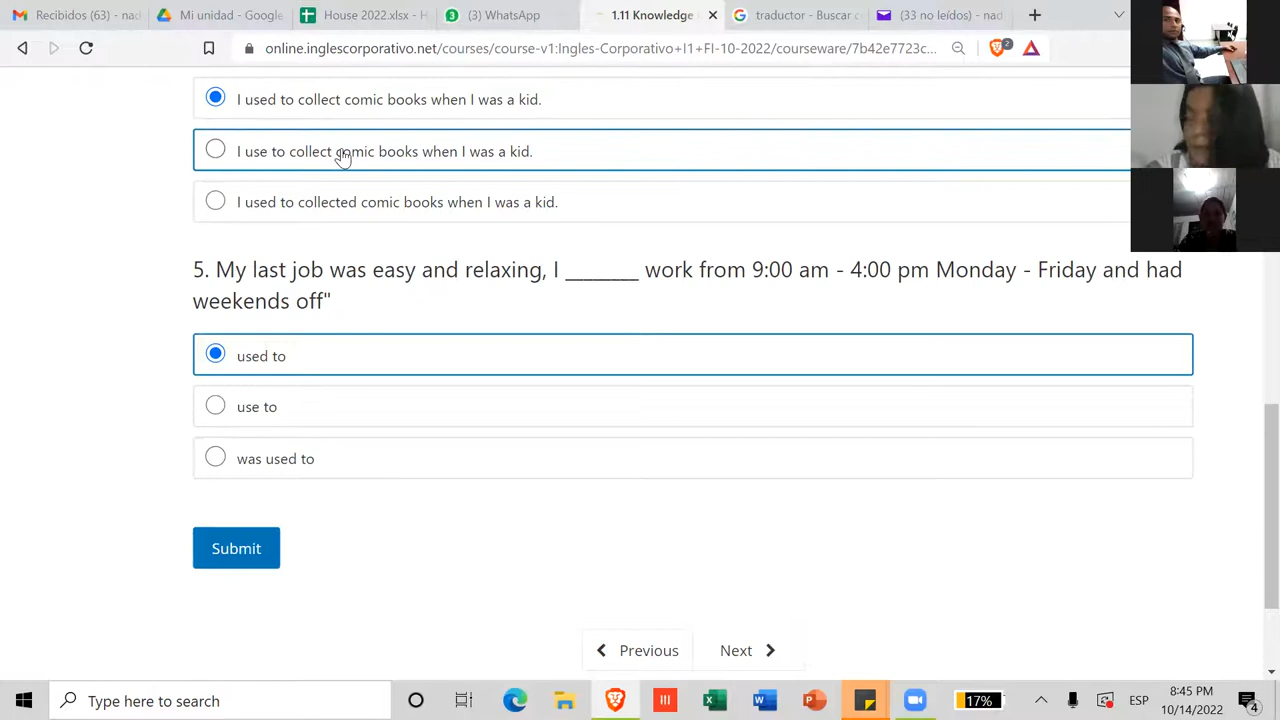 Recibidos (63) - nad
Mi unidad - Google
House 2022.xlsx - H
(3) WhatsApp
1.11 Knowledge
traductor - Buscar c
(33 no leídos) - nad
online.inglescorporativo.net/courses/course-v1:Ingles-Corporativo+I1+FI-10-2022/courseware/7b42e7723c...
2
I used to collect comic books when I was a kid.
I use to collect comic books when I was a kid.
I used to collected comic books when I was a kid.
5. My last job was easy and relaxing, I ______ work from 9:00 am - 4:00 pm Monday - Friday and had
weekends off"
used to
use to
was used to
Submit
Previous
Next
Type here to search
17%
ESP
8:45 PM
10/14/2022
4